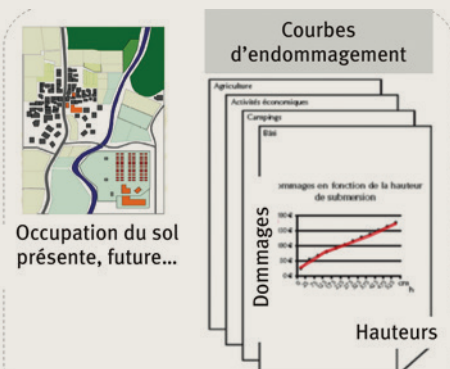 Courbes
d’endommagement
Agriculture
Activités économiques
Campings
Bâti
ommages en fonction de la hauteur
de submersion
Dommages
cms
h
Hauteurs
Occupation du sol
présente, future...